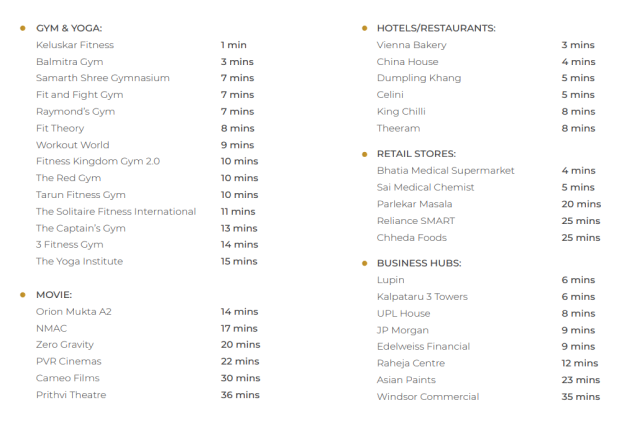 GYM & YOGA:
Keluskar Fitness 1 min
Balmitra Gym 3 mins
Samarth Shree Gymnasium 7 mins
Fit and Fight Gym 7 mins
Raymond's Gym 7 mins
Fit Theory 8 mins
Workout World 9 mins
Fitness Kingdom Gym 2.0 10 mins
The Red Gym 10 mins
Tarun Fitness Gym 10 mins
The Solitaire Fitness International 11 mins
The Captain's Gym 13 mins
3 Fitness Gym 14 mins
The Yoga Institute 15 mins
MOVIE:
Orion Mukta A2 14 mins
NMAC 17 mins
Zero Gravity 20 mins
PVR Cinemas 22 mins
Cameo Films 30 mins
Prithvi Theatre 36 mins
HOTELS/RESTAURANTS:
Vienna Bakery 3 mins
China House 4 mins
Dumpling Khang 5 mins
Celini 5 mins
King Chilli 8 mins
Theeram 8 mins
RETAIL STORES:
Bhatia Medical Supermarket 4 mins
Sai Medical Chemist 5 mins
Parlekar Masala 20 mins
Reliance SMART 25 mins
Chheda Foods 25 mins
BUSINESS HUBS:
Lupin 6 mins
Kalpataru 3 Towers 6 mins
UPL House 8 mins
JP Morgan 9 mins
Edelweiss Financial 9 mins
Raheja Centre 12 mins
Asian Paints 23 mins
Windsor Commercial 35 mins